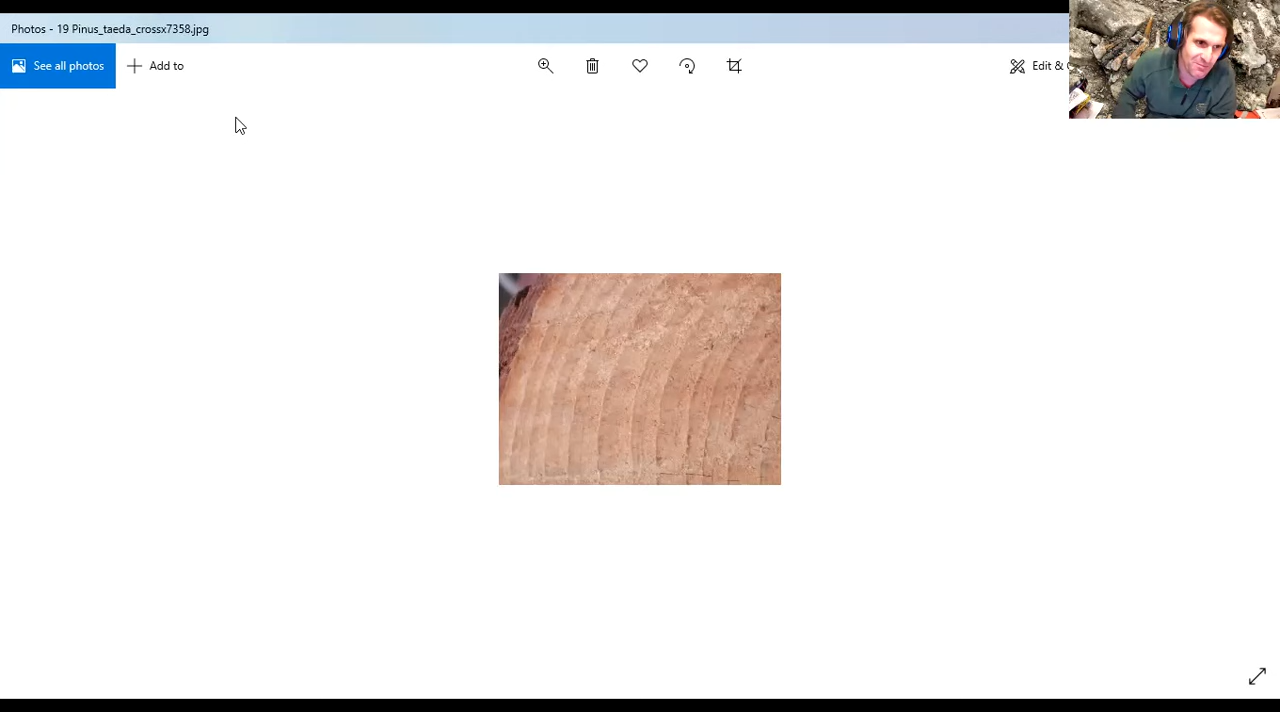 Photos - 19 Pinus_taeda_crossx7358.jpg
See all photos
Add to
Edit &